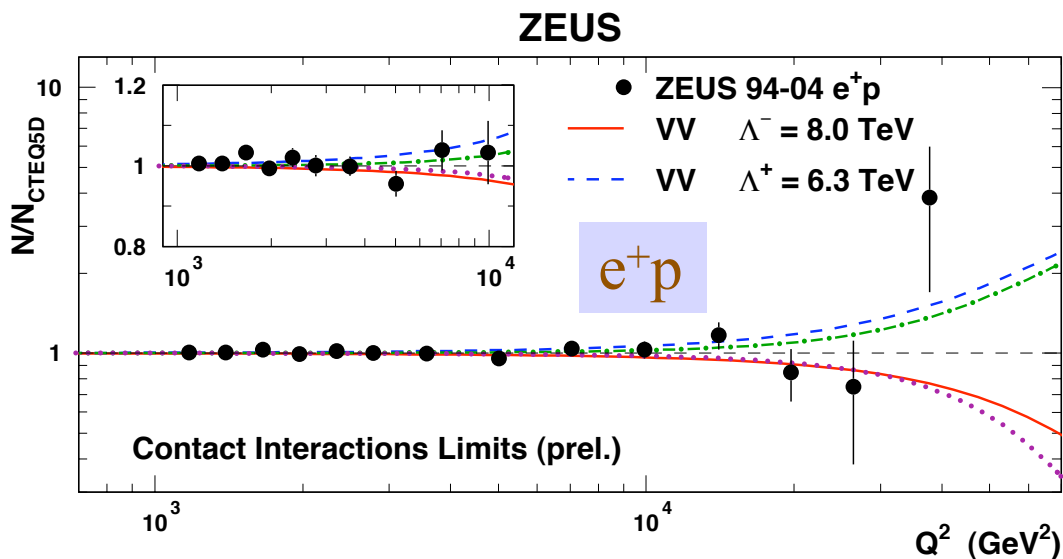 ZEUS
N/N_CTEQ5D
10
1
1.2
1
0.8
10³ 10⁴
ZEUS 94-04 e⁺p
VV Λ⁻ = 8.0 TeV
VV Λ⁺ = 6.3 TeV
e⁺p
Contact Interactions Limits (prel.)
10³ 10⁴
Q² (GeV²)